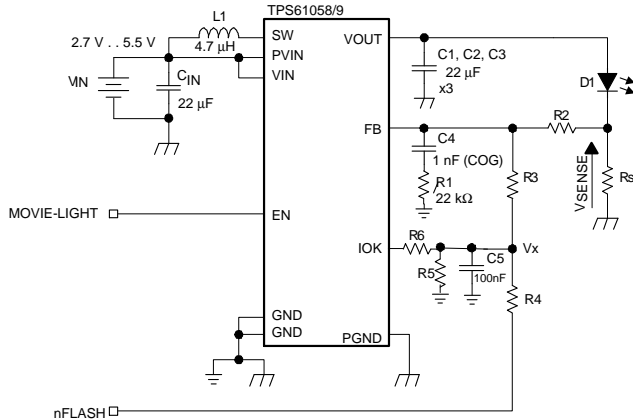 TPS61058/9
L1
SW
4.7 µH
2.7 V . . 5.5 V
PVIN
VIN
VIN
CIN
22 µF
VOUT
C1, C2, C3
22 µF
x3
D1
FB
R2
C4
1 nF (COG)
R1
22 kΩ
R3
VSENSE
Rs
MOVIE-LIGHT
EN
IOK
R6
Vx
C5
100nF
R5
R4
GND
GND
PGND
nFLASH